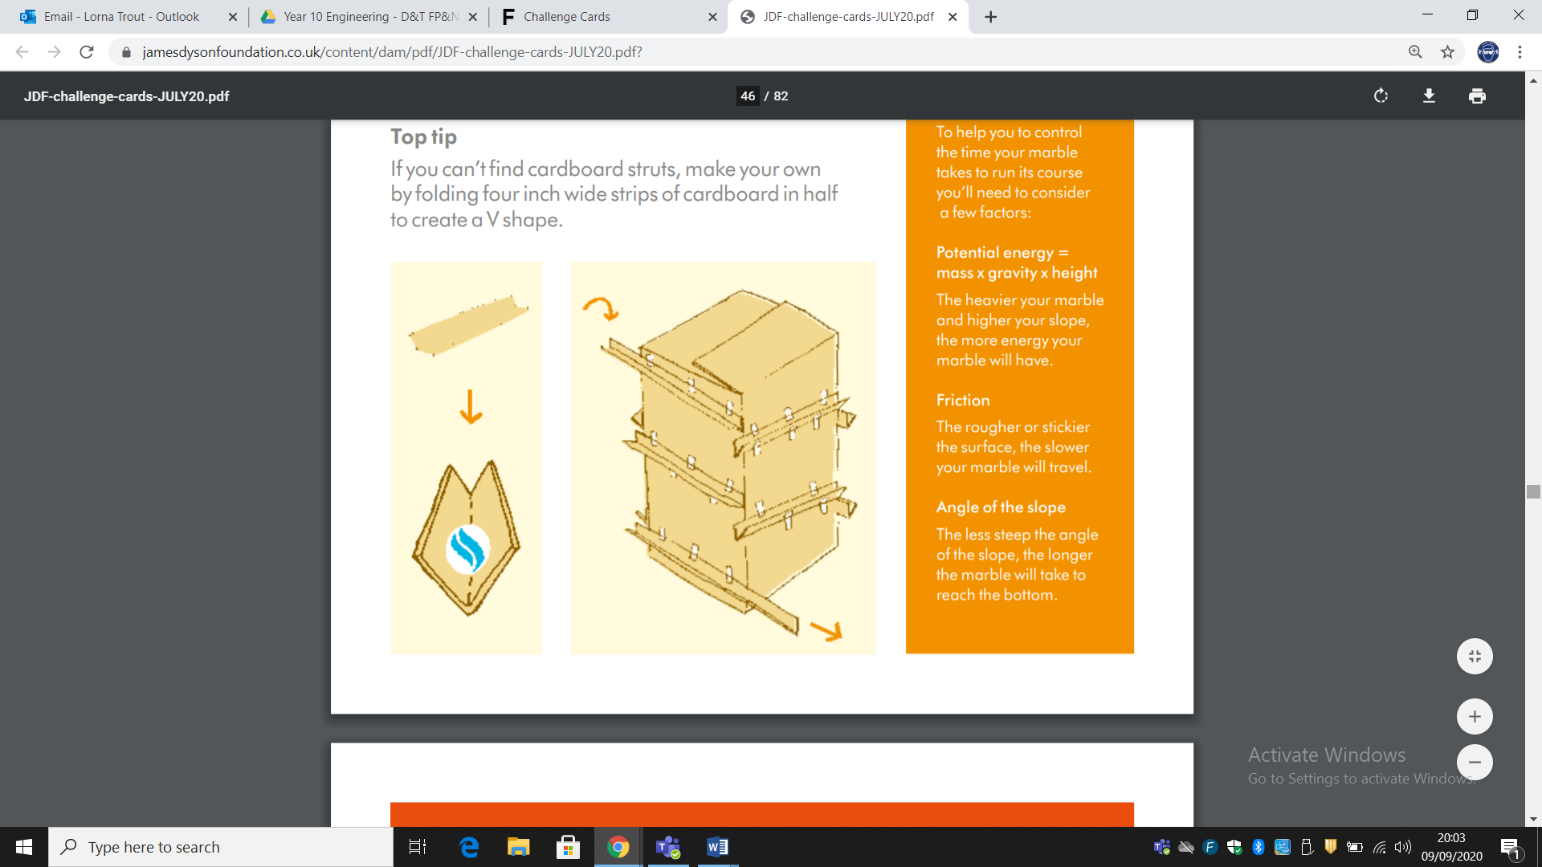 Email - Lorna Trout - Outlook
Year 10 Engineering - D&T FP&N
Challenge Cards
JDF-challenge-cards-JULY20.pdf
jamesdysonfoundation.co.uk/content/dam/pdf/JDF-challenge-cards-JULY20.pdf?
JDF-challenge-cards-JULY20.pdf
46 / 82
Top tip
If you can't find cardboard struts, make your own
by folding four inch wide strips of cardboard in half
to create a V shape.
To help you to control
the time your marble
takes to run its course
you'll need to consider
a few factors:
Potential energy =
mass x gravity x height
The heavier your marble
and higher your slope,
the more energy your
marble will have.
Friction
The rougher or stickier
the surface, the slower
your marble will travel.
Angle of the slope
The less steep the angle
of the slope, the longer
the marble will take to
reach the bottom.
Activate Windows
Go to Settings to activate Windows.
Type here to search
20:03
09/09/2020
1